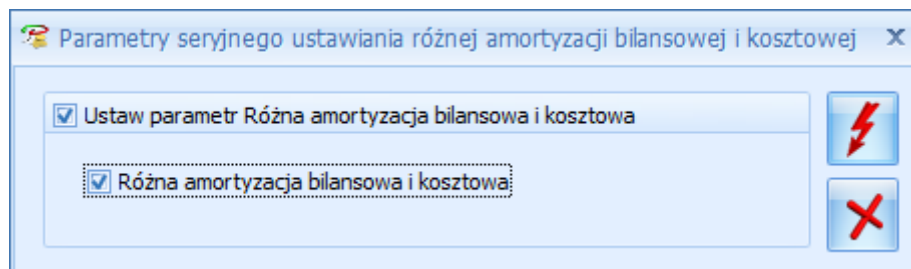 Parametry seryjnego ustawiania różnej amortyzacji bilansowej i kosztowej
Ustaw parametr Różna amortyzacja bilansowa i kosztowa
Różna amortyzacja bilansowa i kosztowa